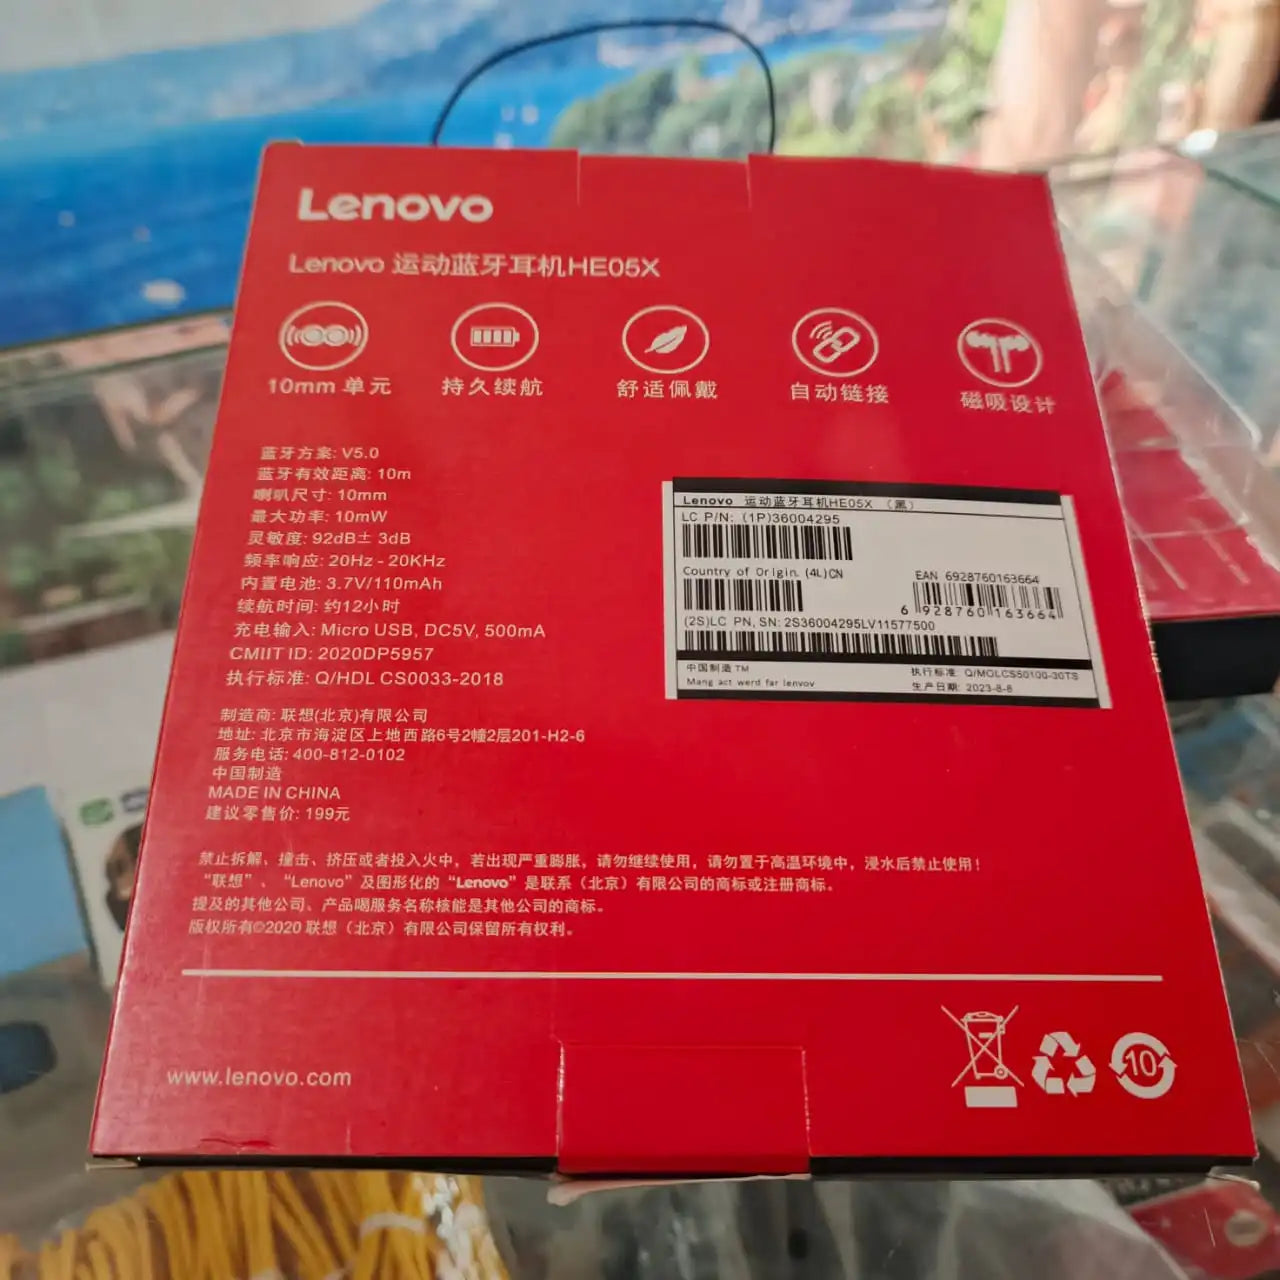 Lenovo
Lenovo 运动蓝牙耳机HE05X
10mm 单元
持久续航
舒适佩戴
自动链接
磁吸设计
蓝牙方案: V5.0
蓝牙有效距离: 10m
喇叭尺寸: 10mm
最大功率: 10mW
灵敏度: 92dB± 3dB
频率响应: 20Hz - 20KHz
内置电池: 3.7V/110mAh
续航时间: 约12小时
充电输入: Micro USB, DC5V, 500mA
CMIIT ID: 2020DP5957
执行标准: Q/HDL CS0033-2018
制造商: 联想(北京)有限公司
地址: 北京市海淀区上地西路6号2幢2层201-H2-6
服务电话: 400-812-0102
中国制造
MADE IN CHINA
建议零售价: 199元
Lenovo 运动蓝牙耳机HE05X （黑）
LC P/N: (1P)36004295
Country of Origin. (4L)CN
EAN 6928760163664
6 928760 163664
(2S)LC PN, SN: 2S36004295LV11577500
中国制造 TM
Mang act werd far lenvov
执行标准: Q/MOLCS50100-30TS
生产日期: 2023-8-8
禁止拆解、撞击、挤压或者投入火中，若出现严重膨胀，请勿继续使用，请勿置于高温环境中，浸水后禁止使用！
“联想”、“Lenovo”及图形化的“Lenovo”是联系（北京）有限公司的商标或注册商标。
提及的其他公司、产品喝服务名称核能是其他公司的商标。
版权所有©2020 联想（北京）有限公司保留所有权利。
www.lenovo.com
10